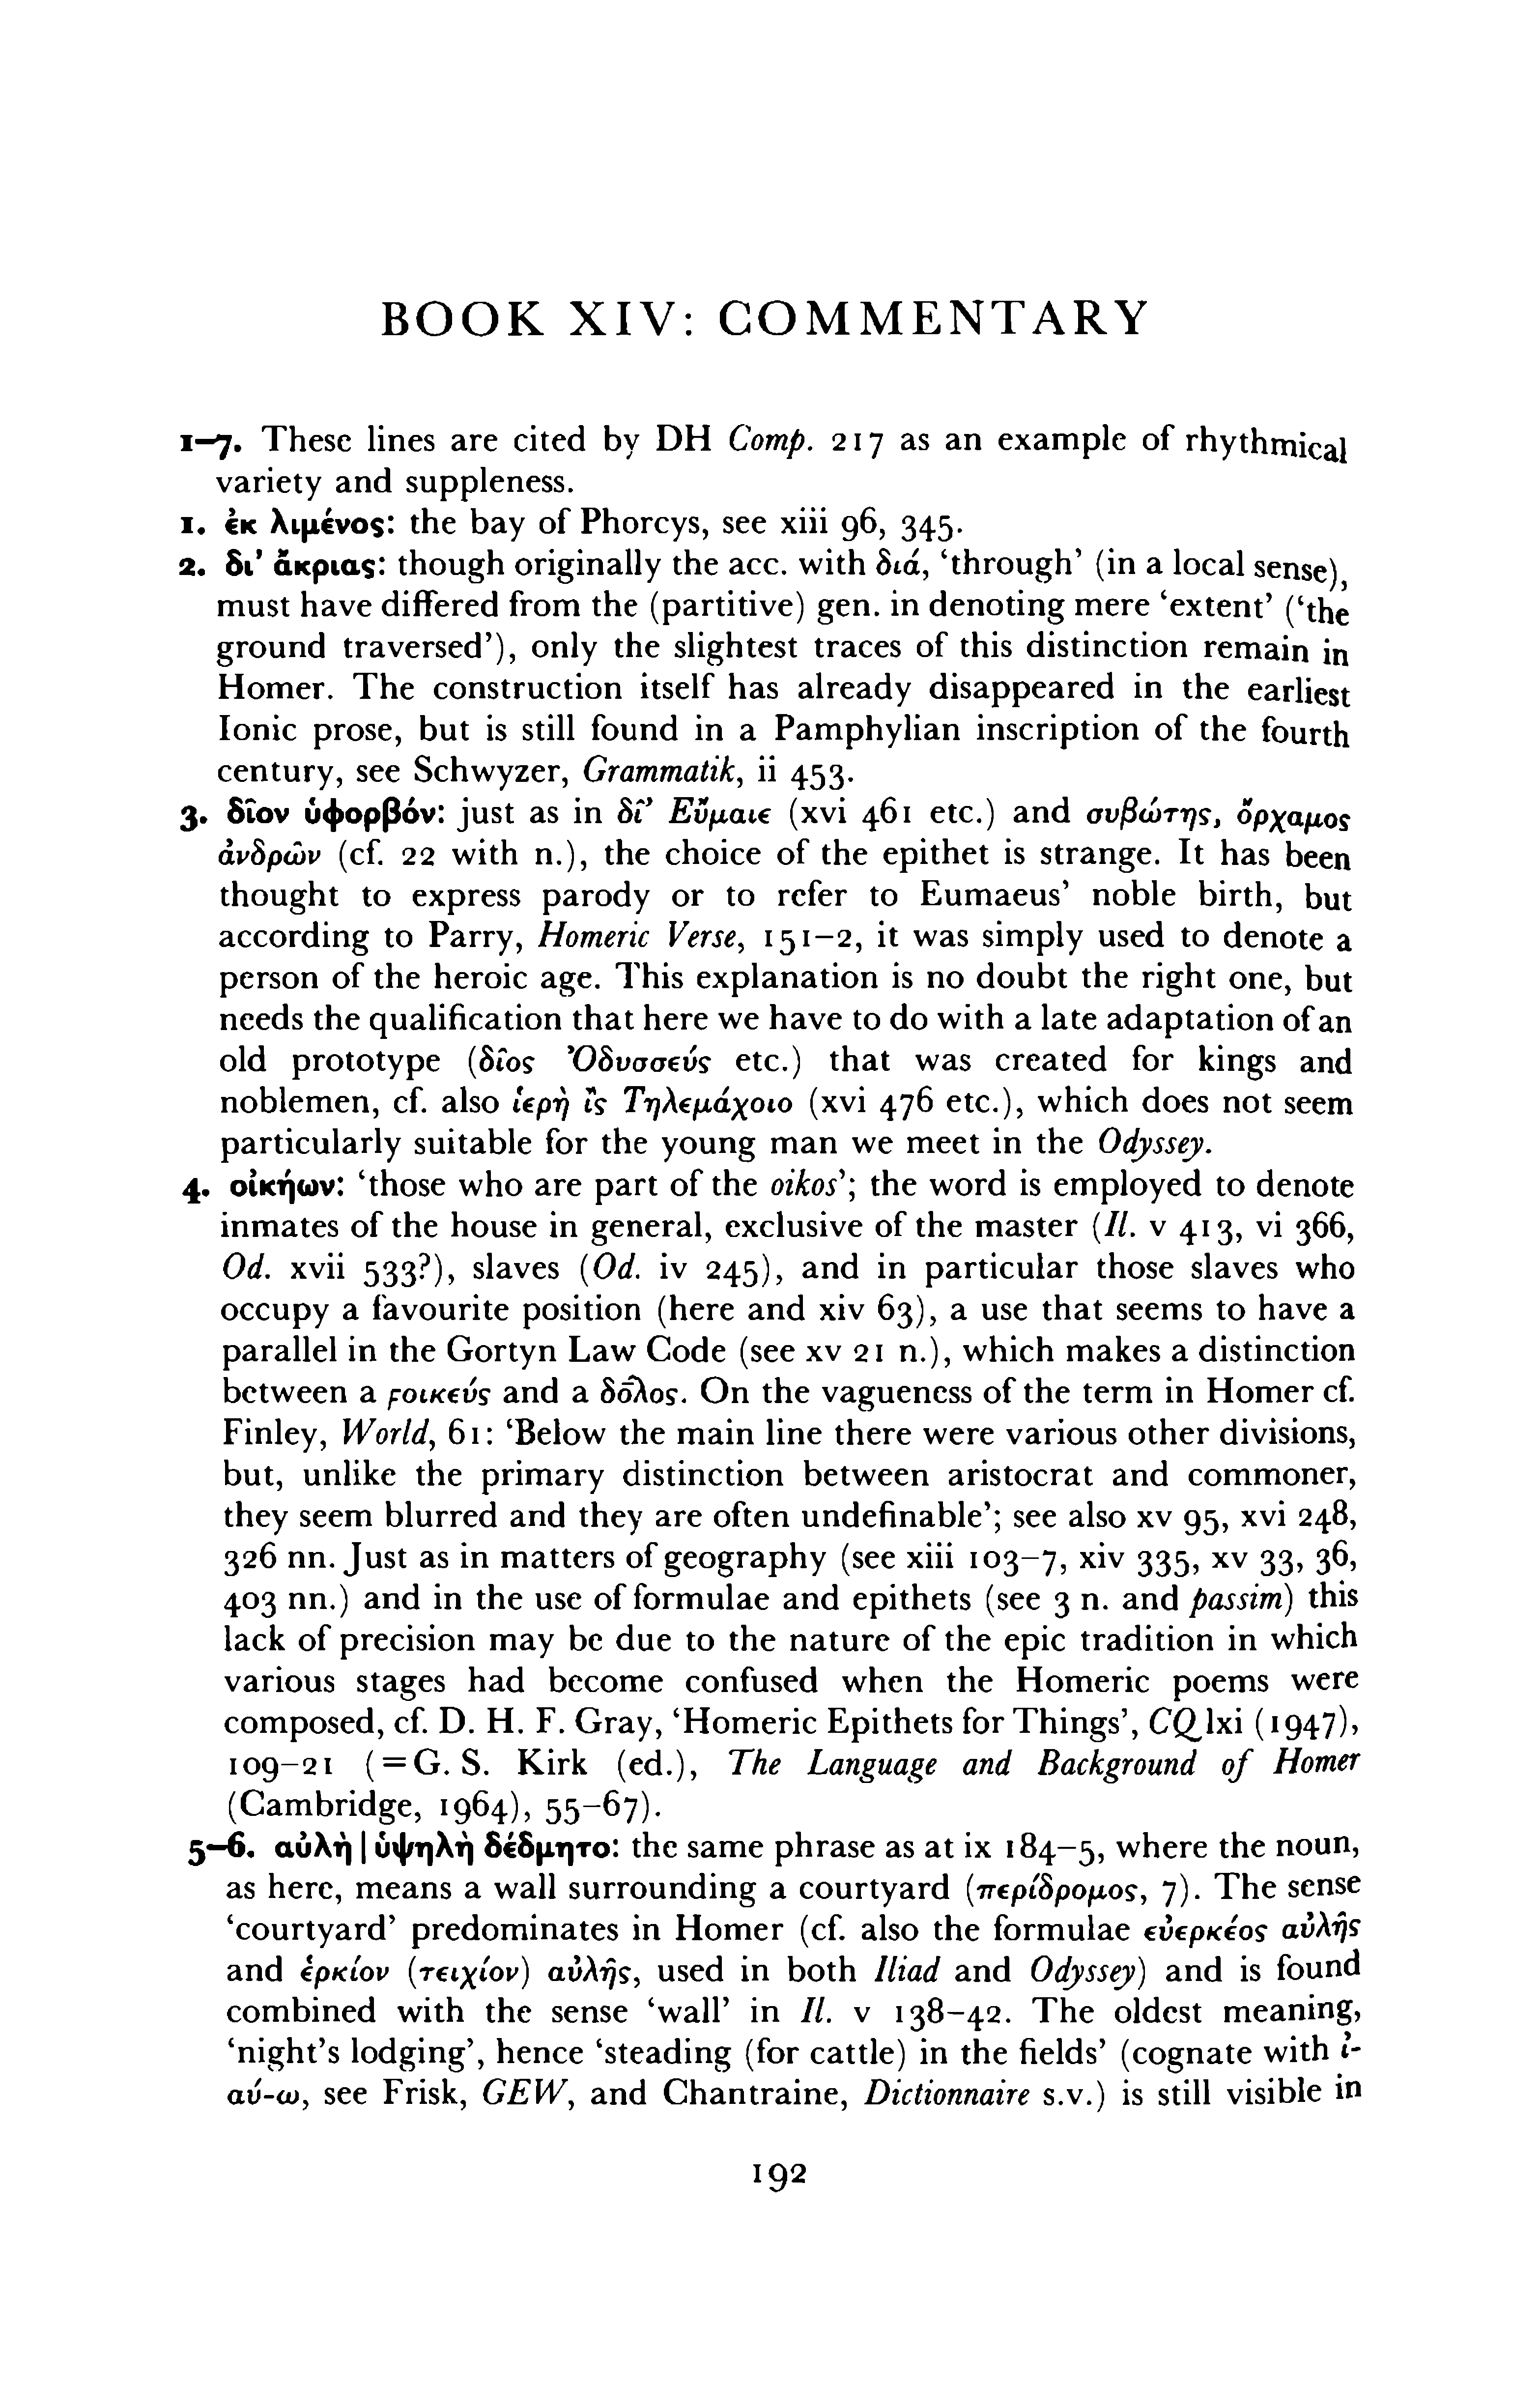 BOOK XIV: COMMENTARY
1–7. These lines are cited by DH Comp. 217 as an example of rhythmical
variety and suppleness.
1. ἐκ λιμένος: the bay of Phorcys, see xiii 96, 345.
2. δι’ ἄκριας: though originally the acc. with διά, ‘through’ (in a local sense),
must have differed from the (partitive) gen. in denoting mere ‘extent’ (‘the
ground traversed’), only the slightest traces of this distinction remain in
Homer. The construction itself has already disappeared in the earliest
Ionic prose, but is still found in a Pamphylian inscription of the fourth
century, see Schwyzer, Grammatik, ii 453.
3. δῖον ὑφορβόν: just as in δῖ’ Εὔμαιε (xvi 461 etc.) and συβώτης, ὄρχαμος
ἀνδρῶν (cf. 22 with n.), the choice of the epithet is strange. It has been
thought to express parody or to refer to Eumaeus’ noble birth, but
according to Parry, Homeric Verse, 151–2, it was simply used to denote a
person of the heroic age. This explanation is no doubt the right one, but
needs the qualification that here we have to do with a late adaptation of an
old prototype (δῖος Ὀδυσσεύς etc.) that was created for kings and
noblemen, cf. also ἱερὴ ἲς Τηλεμάχοιο (xvi 476 etc.), which does not seem
particularly suitable for the young man we meet in the Odyssey.
4. οἰκήων: ‘those who are part of the oikos’; the word is employed to denote
inmates of the house in general, exclusive of the master (Il. v 413, vi 366,
Od. xvii 533?), slaves (Od. iv 245), and in particular those slaves who
occupy a favourite position (here and xiv 63), a use that seems to have a
parallel in the Gortyn Law Code (see xv 21 n.), which makes a distinction
between a ϝοικεύς and a δο͂λος. On the vagueness of the term in Homer cf.
Finley, World, 61: ‘Below the main line there were various other divisions,
but, unlike the primary distinction between aristocrat and commoner,
they seem blurred and they are often undefinable’; see also xv 95, xvi 248,
326 nn. Just as in matters of geography (see xiii 103–7, xiv 335, xv 33, 36,
403 nn.) and in the use of formulae and epithets (see 3 n. and passim) this
lack of precision may be due to the nature of the epic tradition in which
various stages had become confused when the Homeric poems were
composed, cf. D. H. F. Gray, ‘Homeric Epithets for Things’, CQ lxi (1947),
109–21 (=G. S. Kirk (ed.), The Language and Background of Homer
(Cambridge, 1964), 55–67).
5–6. αὐλὴ | ὑψηλὴ δέδμητο: the same phrase as at ix 184–5, where the noun,
as here, means a wall surrounding a courtyard (περίδρομος, 7). The sense
‘courtyard’ predominates in Homer (cf. also the formulae εὐερκέος αὐλῆς
and ἑρκίον (τειχίον) αὐλῆς, used in both Iliad and Odyssey) and is found
combined with the sense ‘wall’ in Il. v 138–42. The oldest meaning,
‘night’s lodging’, hence ‘steading (for cattle) in the fields’ (cognate with ἰ-
αύ-ω, see Frisk, GEW, and Chantraine, Dictionnaire s.v.) is still visible in
192